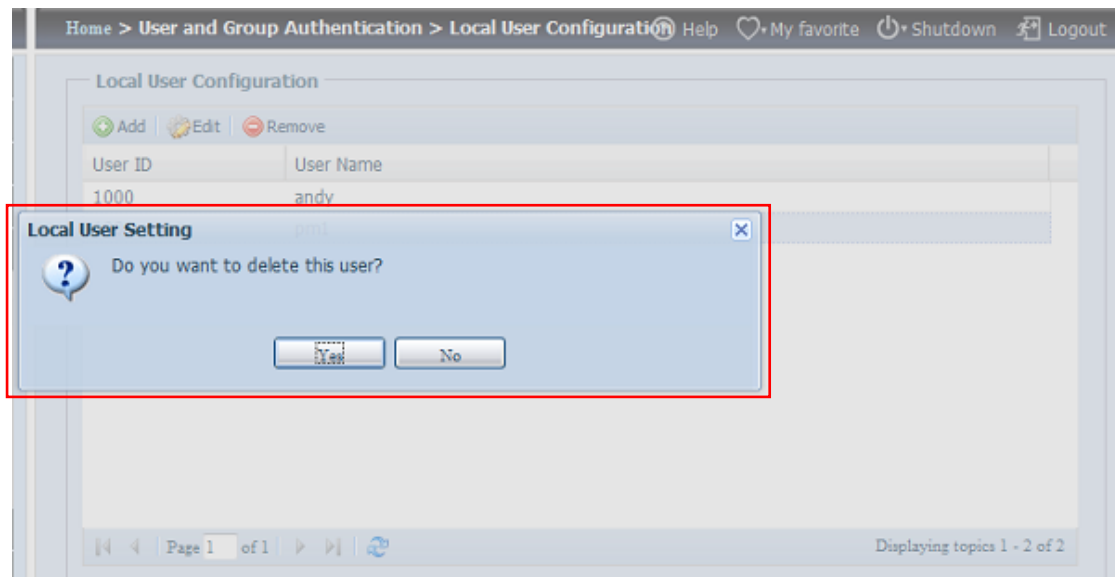 Home > User and Group Authentication > Local User Configuration Help My favorite Shutdown Logout
Local User Configuration
Add Edit Remove
User ID User Name
1000 andy
Local User Setting
pm1
Do you want to delete this user?
Yes No
Page 1 of 1 Displaying topics 1 - 2 of 2